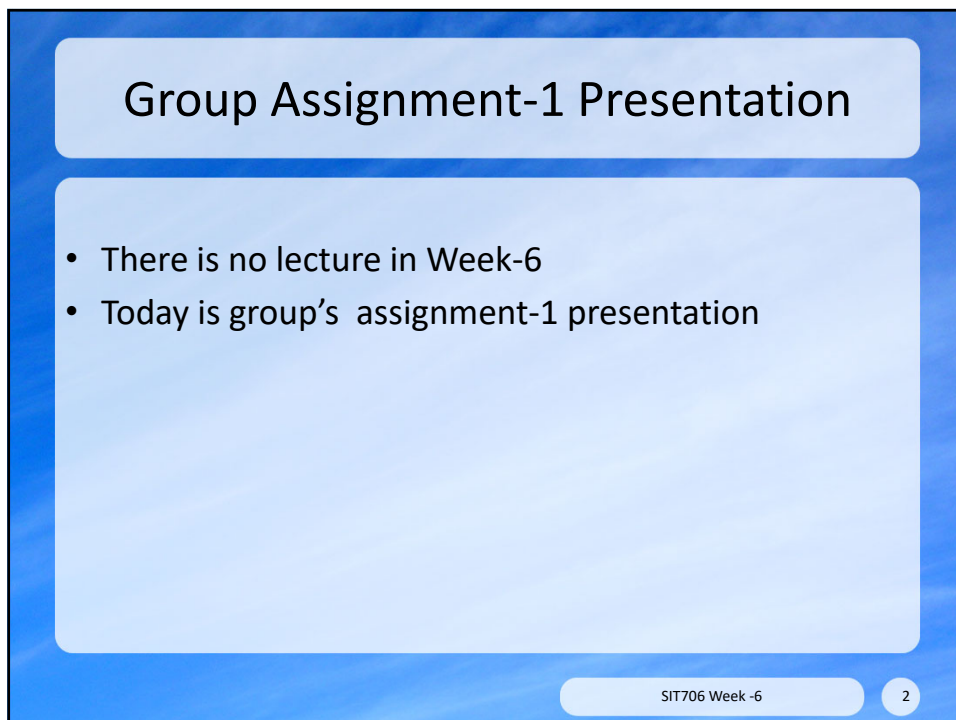 Group Assignment-1 Presentation
• There is no lecture in Week-6
• Today is group’s  assignment-1 presentation
SIT706 Week -6
2